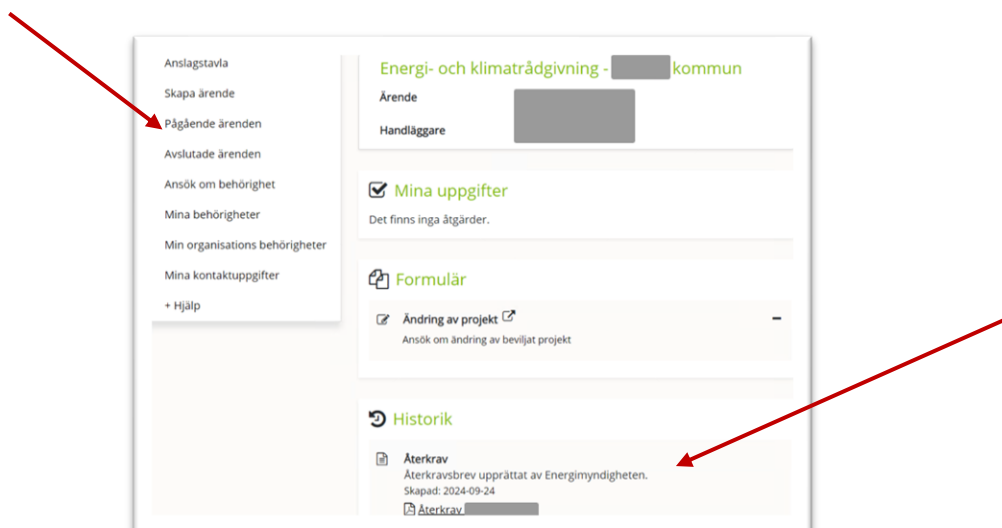 Anslagstavla
Skapa ärende
Pågående ärenden
Avslutade ärenden
Ansök om behörighet
Mina behörigheter
Min organisations behörigheter
Mina kontaktuppgifter
+ Hjälp
Energi- och klimatrådgivning - kommun
Ärende
Handläggare
Mina uppgifter
Det finns inga åtgärder.
Formulär
Ändring av projekt
Ansök om ändring av beviljat projekt
Historik
Återkrav
Återkravsbrev upprättat av Energimyndigheten.
Skapad: 2024-09-24
Återkrav